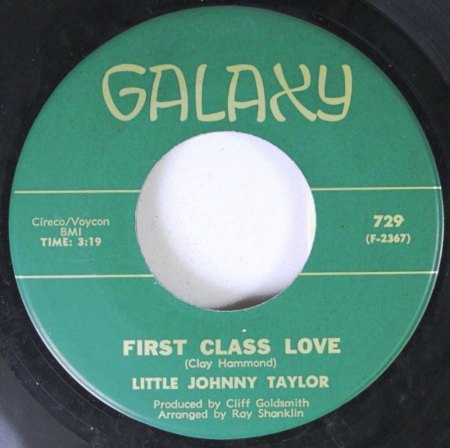 GALAXY
Cireco/Voycon
BMI
TIME: 3:19
729
(F-2367)
FIRST CLASS LOVE
(Clay Hammond)
LITTLE JOHNNY TAYLOR
Produced by Cliff Goldsmith
Arranged by Ray Shanklin